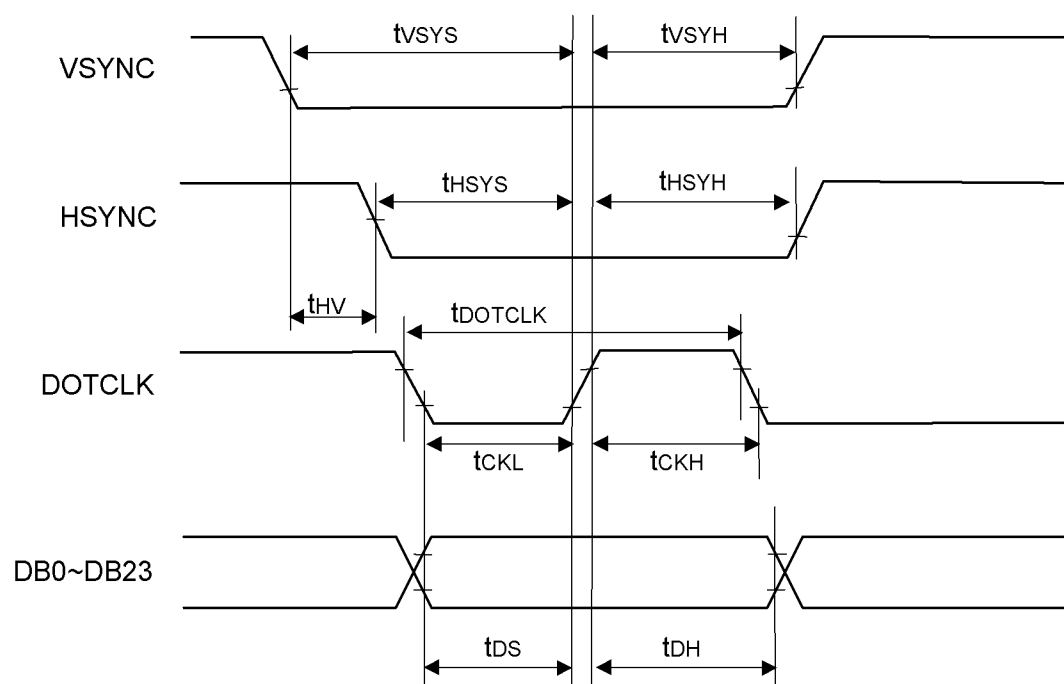 tVSYS tVSYH
VSYNC
tHSYS tHSYH
HSYNC
tHV
tDOTCLK
DOTCLK
tCKL tCKH
DB0~DB23
tDS tDH